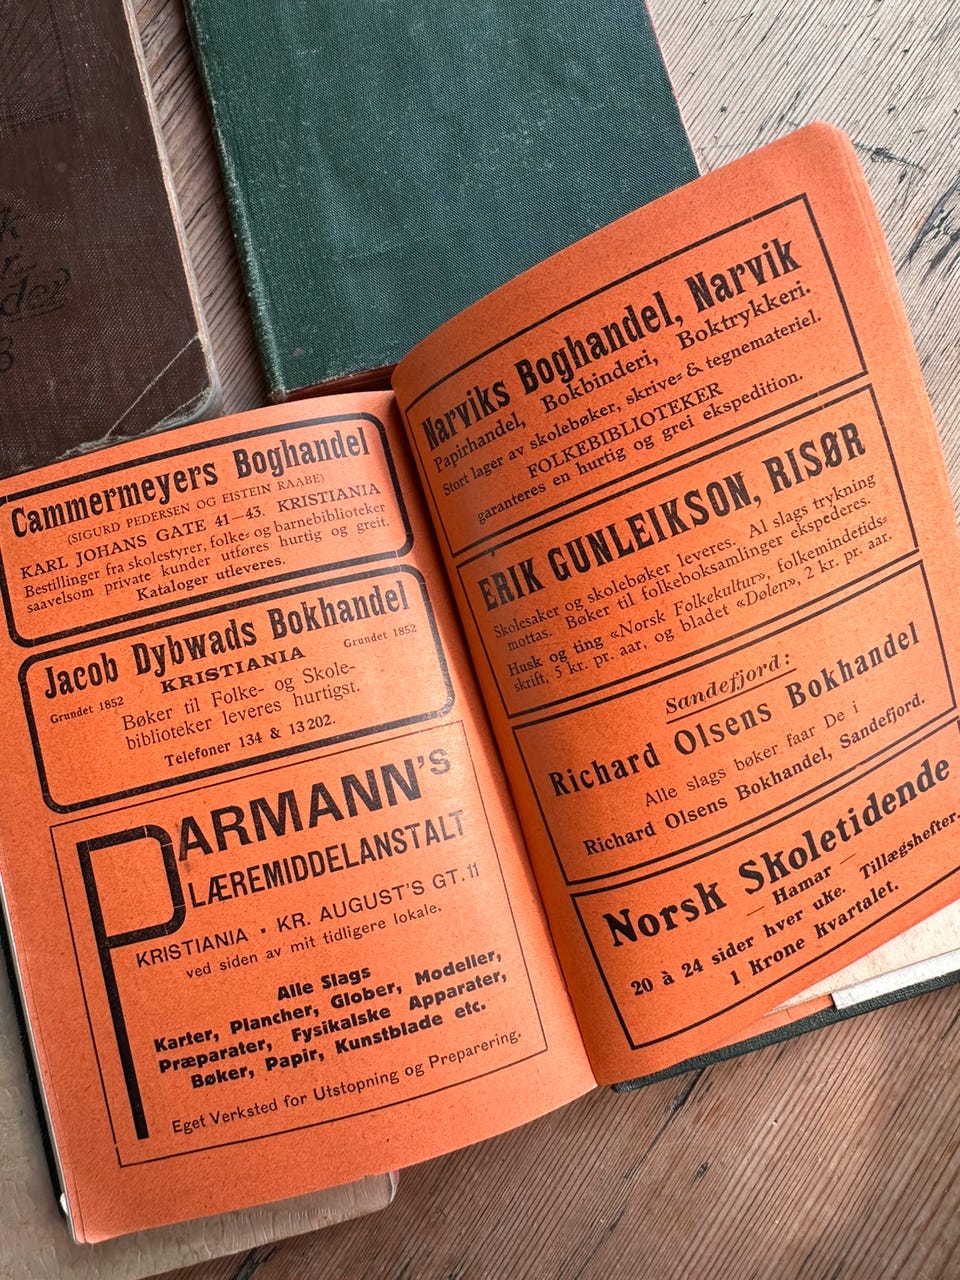 k
r
der
8
Cammermeyers Boghandel
(SIGURD PEDERSEN OG EISTEIN RAABE)
KARL JOHANS GATE 41—43. KRISTIANIA
Bestillinger fra skolestyrer, folke- og barnebiblioteker
saavelsom private kunder utføres hurtig og greit.
Kataloger utleveres.
Jacob Dybwads Bokhandel
Grundet 1852 KRISTIANIA Grundet 1852
Bøker til Folke- og Skole-
biblioteker leveres hurtigst.
Telefoner 134 & 13202.
PARMANN'S
LÆREMIDDELANSTALT
KRISTIANIA · KR. AUGUST'S GT. 11
ved siden av mit tidligere lokale.
Alle Slags
Karter, Plancher, Glober, Modeller,
Præparater, Fysikalske Apparater,
Bøker, Papir, Kunstblade etc.
Eget Verksted for Utstopning og Preparering.
Narviks Boghandel, Narvik
Papirhandel, Bokbinderi, Boktrykkeri.
Stort lager av skolebøker, skrive- & tegnemateriel.
FOLKEBIBLIOTEKER
garanteres en hurtig og grei ekspedition.
ERIK GUNLEIKSON, RISØR
Skolesaker og skolebøker leveres. Al slags trykning
mottas. Bøker til folkeboksamlinger ekspederes.
Husk og ting «Norsk Folkekultur», folkemindetids-
skrift, 5 kr. pr. aar, og bladet «Dølen», 2 kr. pr. aar.
Sandefjord:
Richard Olsens Bokhandel
Alle slags bøker faar De i
Richard Olsens Bokhandel, Sandefjord.
Norsk Skoletidende
— Hamar —
20 à 24 sider hver uke. Tillægshefter.
1 Krone Kvartalet.